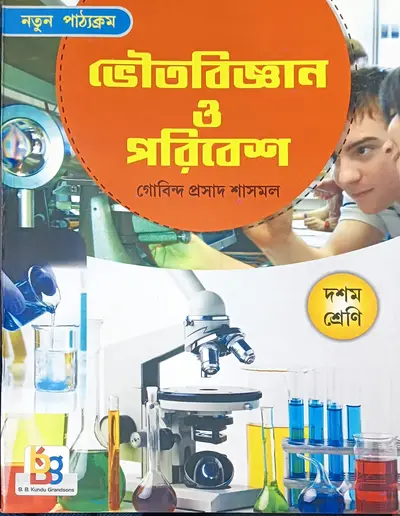 নতুন পাঠ্যক্রম
ভৌতবিজ্ঞান
ও
পরিবেশ
গোবিন্দ প্রসাদ শাসমল
দশম
শ্রেণি
B. B. Kundu Grandsons